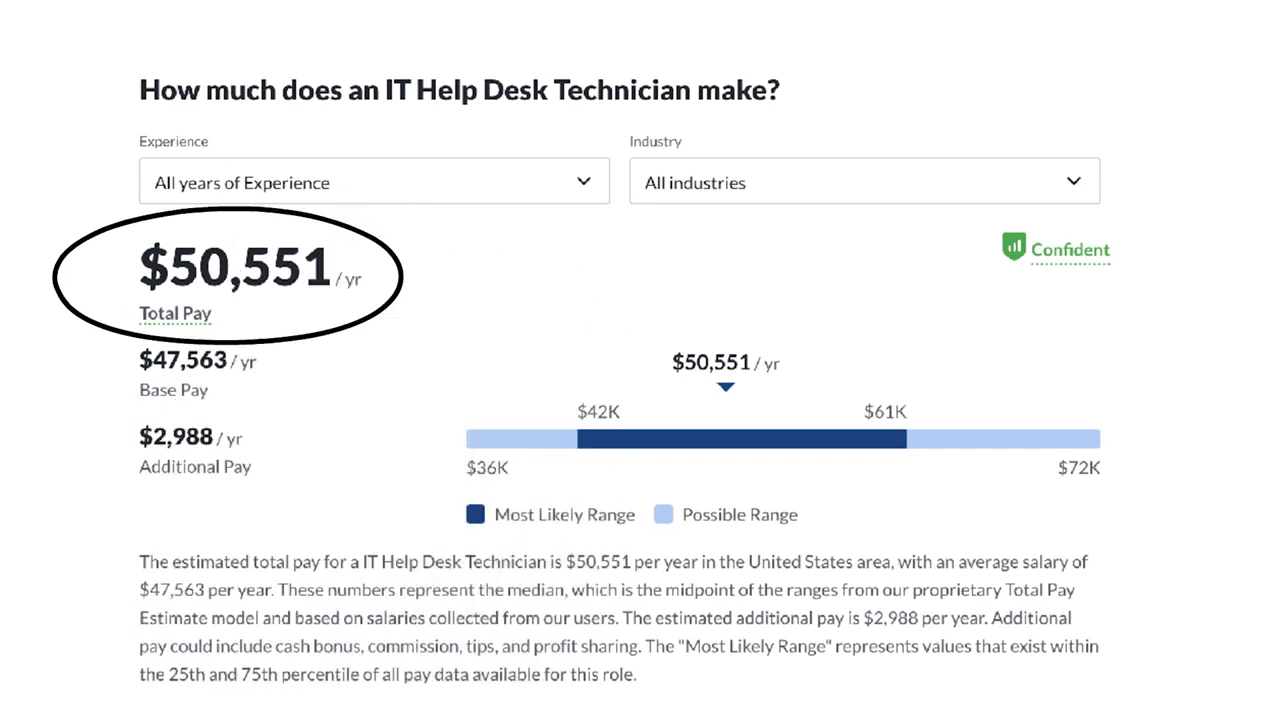 How much does an IT Help Desk Technician make?
Experience
Industry
All years of Experience
All industries
$50,551 / yr
Confident
Total Pay
$47,563 / yr
Base Pay
$50,551 / yr
$42K
$61K
$2,988 / yr
Additional Pay
$36K
$72K
Most Likely Range
Possible Range
The estimated total pay for a IT Help Desk Technician is $50,551 per year in the United States area, with an average salary of
$47,563 per year. These numbers represent the median, which is the midpoint of the ranges from our proprietary Total Pay
Estimate model and based on salaries collected from our users. The estimated additional pay is $2,988 per year. Additional
pay could include cash bonus, commission, tips, and profit sharing. The "Most Likely Range" represents values that exist within
the 25th and 75th percentile of all pay data available for this role.